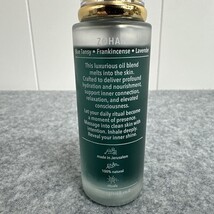 Blue Tansy • Frankincense • Lavender
This luxurious oil blend
melts into the skin.
Crafted to deliver profound
hydration and nourishment,
support inner connection,
relaxation, and elevated
consciousness.
Let your daily ritual
become a moment of presence.
Massage into clean skin with
intention. Inhale deeply.
Reveal your inner glow.
made in Jerusalem
100% natural